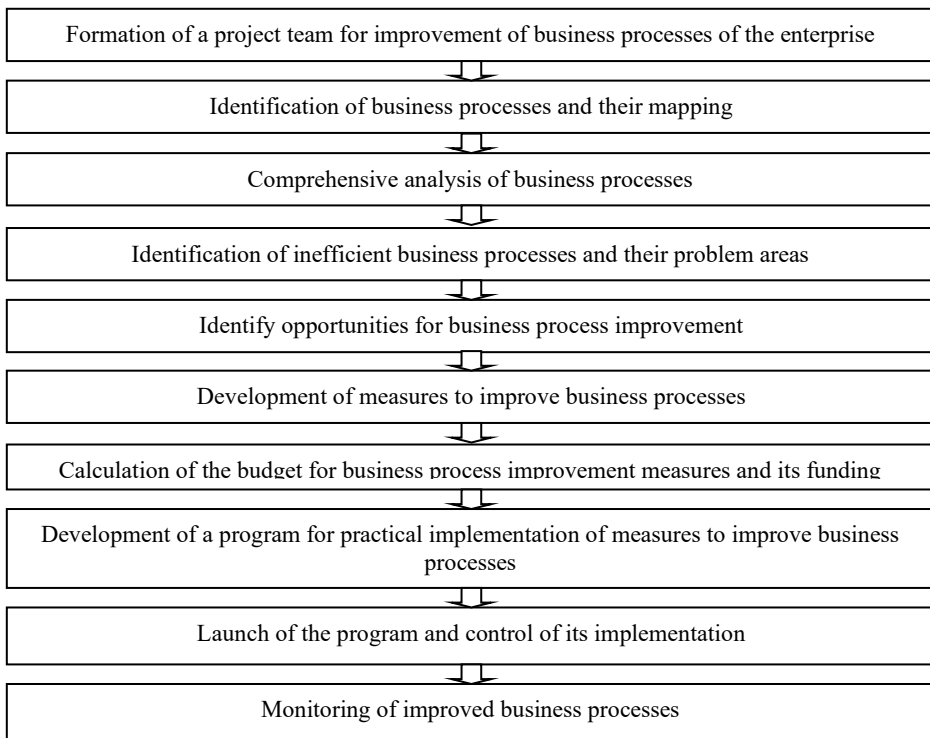 Formation of a project team for improvement of business processes of the enterprise
Identification of business processes and their mapping
Comprehensive analysis of business processes
Identification of inefficient business processes and their problem areas
Identify opportunities for business process improvement
Development of measures to improve business processes
Calculation of the budget for business process improvement measures and its funding
Development of a program for practical implementation of measures to improve business
processes
Launch of the program and control of its implementation
Monitoring of improved business processes